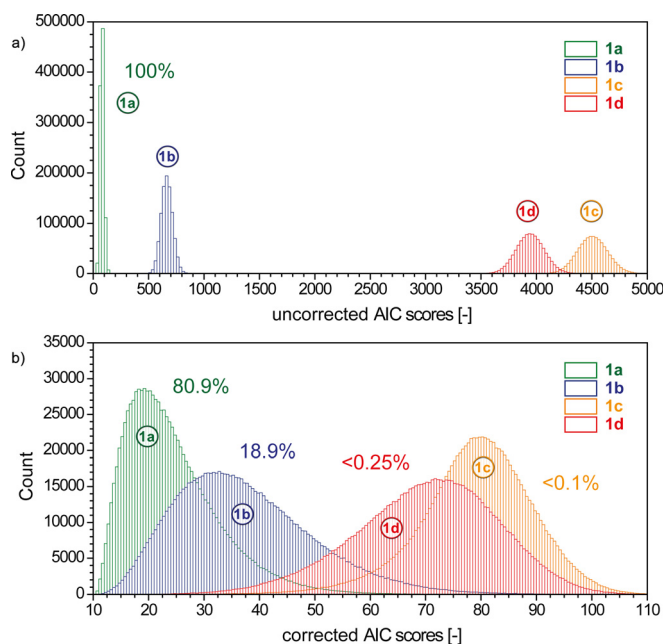 a)
500000
400000
300000
200000
100000
0
Count
100%
1a
1b
1d
1c
1a
1b
1c
1d
0 500 1000 1500 2000 2500 3000 3500 4000 4500 5000
uncorrected AIC scores [-]
b)
35000
30000
25000
20000
15000
10000
5000
0
Count
80.9%
18.9%
<0.25%
<0.1%
1a
1b
1d
1c
1a
1b
1c
1d
10 20 30 40 50 60 70 80 90 100 110
corrected AIC scores [-]